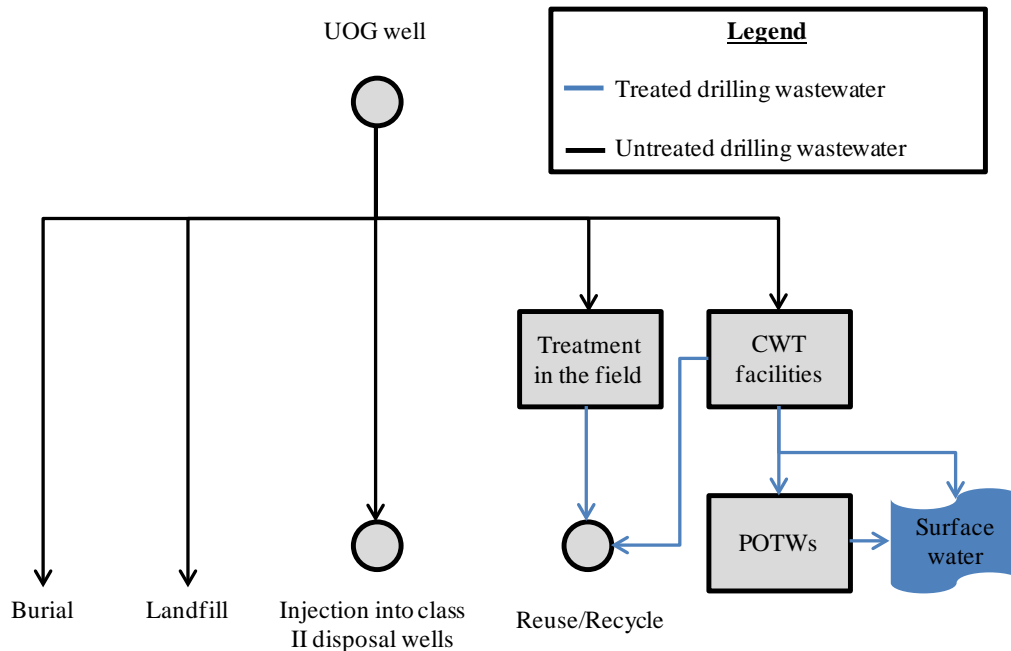 UOG well
Legend
Treated drilling wastewater
Untreated drilling wastewater
Treatment
in the field
CWT
facilities
POTWs
Surface
water
Burial
Landfill
Injection into class
II disposal wells
Reuse/Recycle